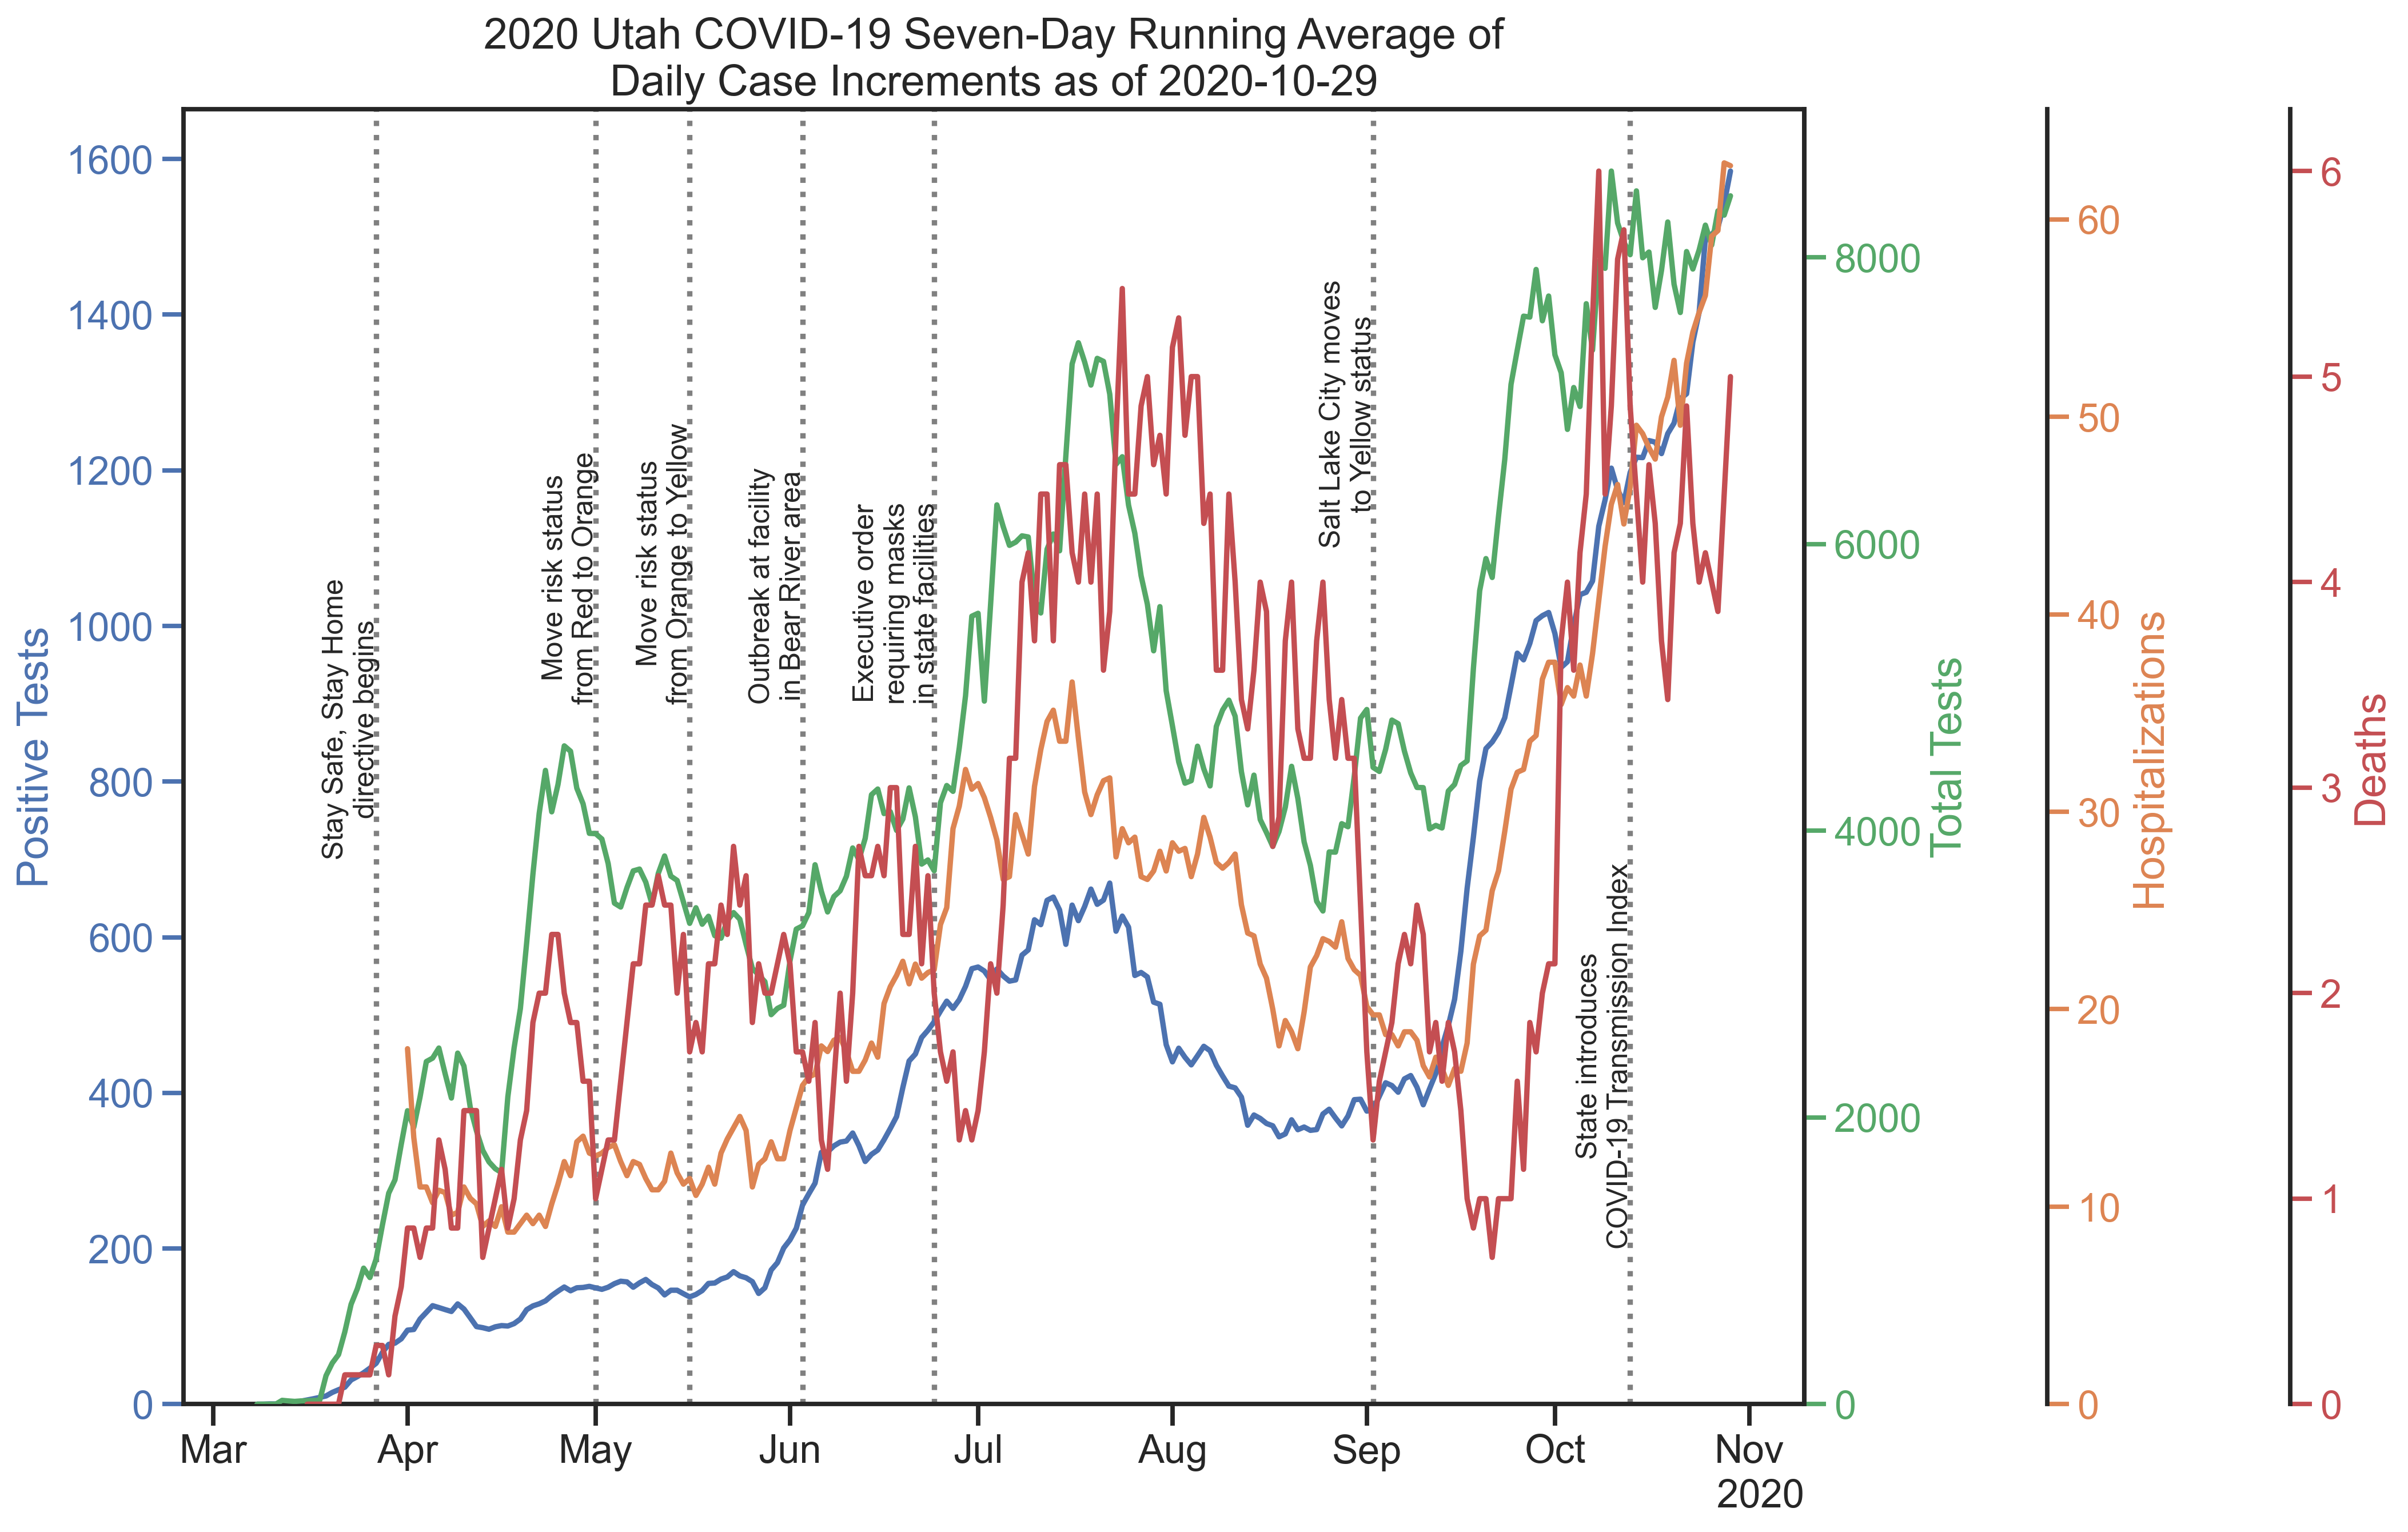 2020 Utah COVID-19 Seven-Day Running Average of
Daily Case Increments as of 2020-10-29
Positive Tests
1600
1400
1200
1000
800
600
400
200
0
Stay Safe, Stay Home
directive begins
Move risk status
from Red to Orange
Move risk status
from Orange to Yellow
Outbreak at facility
in Bear River area
Executive order
requiring masks
in state facilities
Salt Lake City moves
to Yellow status
State introduces
COVID-19 Transmission Index
8000
6000
4000
2000
0
Total Tests
60
50
40
30
20
10
0
Hospitalizations
6
5
4
3
2
1
0
Deaths
Mar Apr May Jun Jul Aug Sep Oct Nov
2020